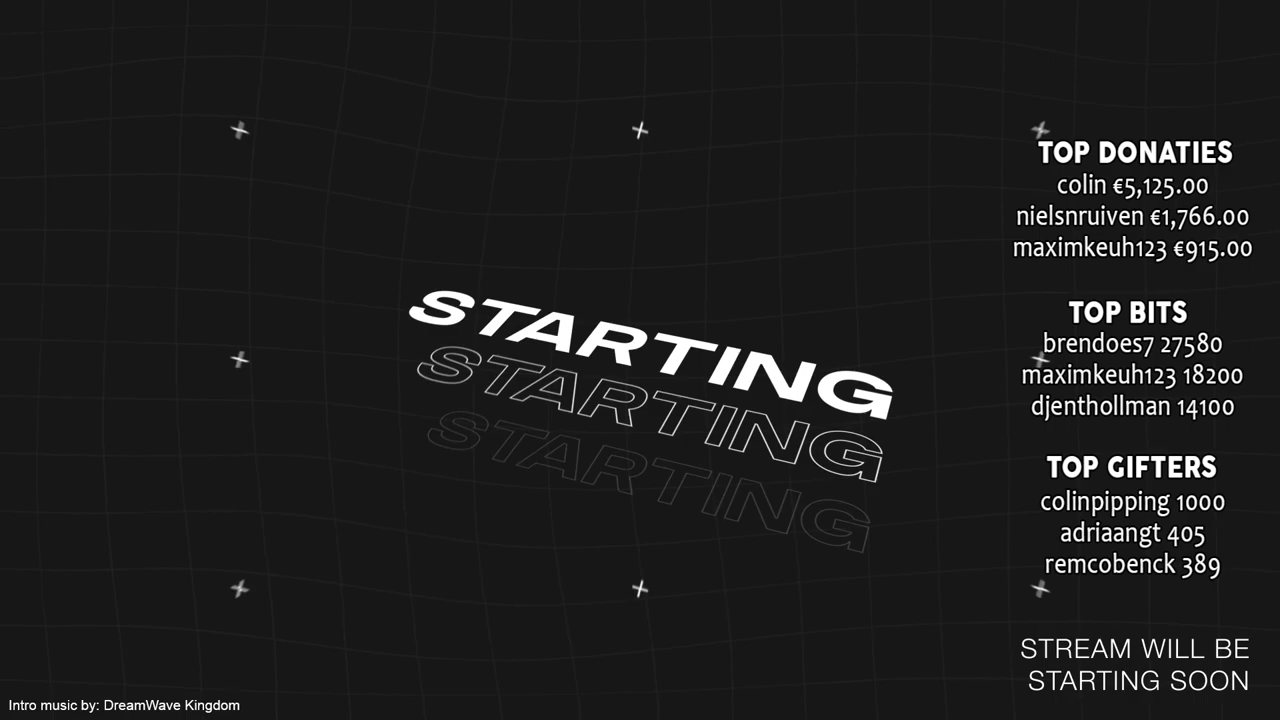 STARTING
STARTING
STARTING
TOP DONATIES
colin €5,125.00
nielsnruiven €1,766.00
maximkeuh123 €915.00
TOP BITS
brendoes7 27580
maximkeuh123 18200
djenthollman 14100
TOP GIFTERS
colinpipping 1000
adriaangt 405
remcobenck 389
STREAM WILL BE
STARTING SOON
Intro music by: DreamWave Kingdom